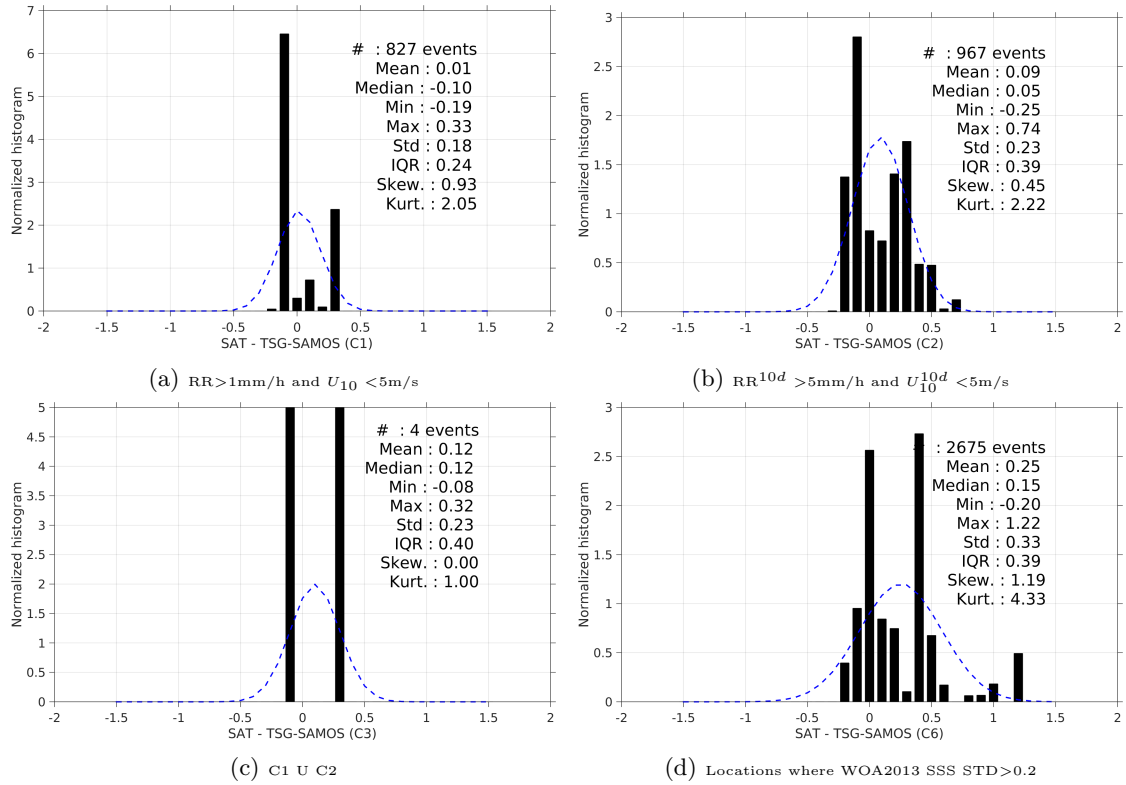 7
6
5
4
3
2
1
0
Normalized histogram
# : 827 events
Mean : 0.01
Median : -0.10
Min : -0.19
Max : 0.33
Std : 0.18
IQR : 0.24
Skew. : 0.93
Kurt. : 2.05
-2 -1.5 -1 -0.5 0 0.5 1 1.5 2
SAT - TSG-SAMOS (C1)
(a) RR>1mm/h and U10 <5m/s
3
2.5
2
1.5
1
0.5
0
Normalized histogram
# : 967 events
Mean : 0.09
Median : 0.05
Min : -0.25
Max : 0.74
Std : 0.23
IQR : 0.39
Skew. : 0.45
Kurt. : 2.22
-2 -1.5 -1 -0.5 0 0.5 1 1.5 2
SAT - TSG-SAMOS (C2)
(b) RR10d >5mm/h and U10d10 <5m/s
5
4.5
4
3.5
3
2.5
2
1.5
1
0.5
0
Normalized histogram
# : 4 events
Mean : 0.12
Median : 0.12
Min : -0.08
Max : 0.32
Std : 0.23
IQR : 0.40
Skew. : 0.00
Kurt. : 1.00
-2 -1.5 -1 -0.5 0 0.5 1 1.5 2
SAT - TSG-SAMOS (C3)
(c) C1 U C2
3
2.5
2
1.5
1
0.5
0
Normalized histogram
# : 2675 events
Mean : 0.25
Median : 0.15
Min : -0.20
Max : 1.22
Std : 0.33
IQR : 0.39
Skew. : 1.19
Kurt. : 4.33
-2 -1.5 -1 -0.5 0 0.5 1 1.5 2
SAT - TSG-SAMOS (C6)
(d) Locations where WOA2013 SSS STD>0.2